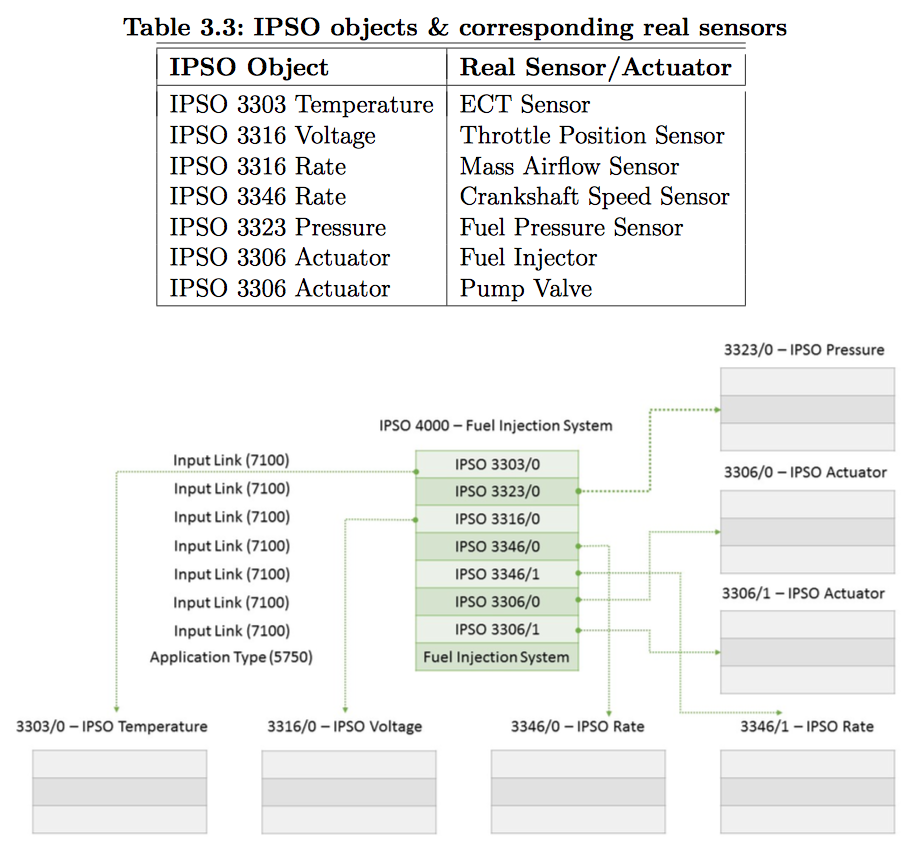 Table 3.3: IPSO objects & corresponding real sensors
IPSO Object Real Sensor/Actuator
IPSO 3303 Temperature ECT Sensor
IPSO 3316 Voltage Throttle Position Sensor
IPSO 3316 Rate Mass Airflow Sensor
IPSO 3346 Rate Crankshaft Speed Sensor
IPSO 3323 Pressure Fuel Pressure Sensor
IPSO 3306 Actuator Fuel Injector
IPSO 3306 Actuator Pump Valve
3323/0 – IPSO Pressure
IPSO 4000 – Fuel Injection System
Input Link (7100) IPSO 3303/0
3306/0 – IPSO Actuator
Input Link (7100) IPSO 3323/0
Input Link (7100) IPSO 3316/0
Input Link (7100) IPSO 3346/0
Input Link (7100) IPSO 3346/1
3306/1 – IPSO Actuator
Input Link (7100) IPSO 3306/0
Input Link (7100) IPSO 3306/1
Application Type (5750) Fuel Injection System
3303/0 – IPSO Temperature 3316/0 – IPSO Voltage 3346/0 – IPSO Rate 3346/1 – IPSO Rate